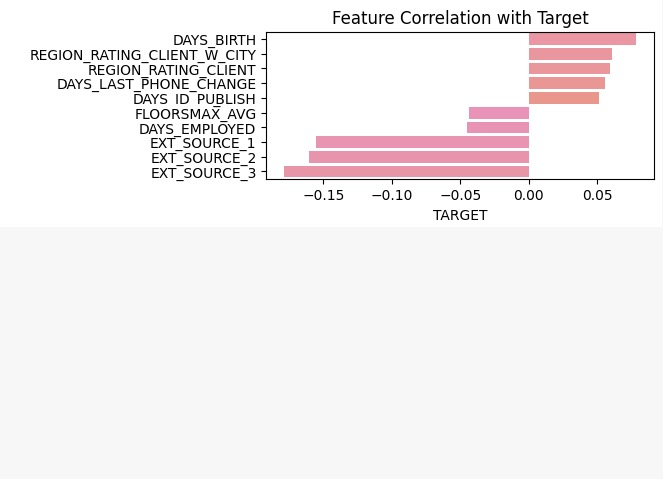 Feature Correlation with Target
DAYS_BIRTH
REGION_RATING_CLIENT_W_CITY
REGION_RATING_CLIENT
DAYS_LAST_PHONE_CHANGE
DAYS_ID_PUBLISH
FLOORSMAX_AVG
DAYS_EMPLOYED
EXT_SOURCE_1
EXT_SOURCE_2
EXT_SOURCE_3
−0.15 −0.10 −0.05 0.00 0.05
TARGET